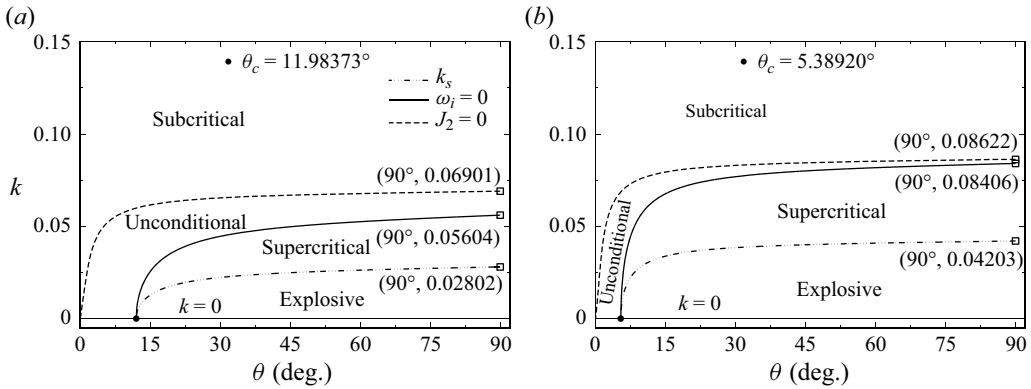 (a)
0.15
0.10
0.05
0
k
θc = 11.98373°
ks
ωi = 0
J2 = 0
Subcritical
(90°, 0.06901)
Unconditional
(90°, 0.05604)
Supercritical
(90°, 0.02802)
Explosive
k = 0
0 15 30 45 60 75 90
θ (deg.)
(b)
0.15
0.10
0.05
0
θc = 5.38920°
Subcritical
(90°, 0.08622)
(90°, 0.08406)
Unconditional
Supercritical
(90°, 0.04203)
Explosive
k = 0
0 15 30 45 60 75 90
θ (deg.)